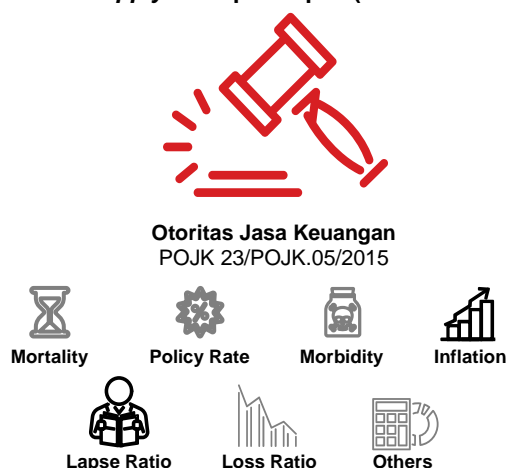 Otoritas Jasa Keuangan
POJK 23/POJK.05/2015
Mortality Policy Rate Morbidity Inflation
Lapse Ratio Loss Ratio Others